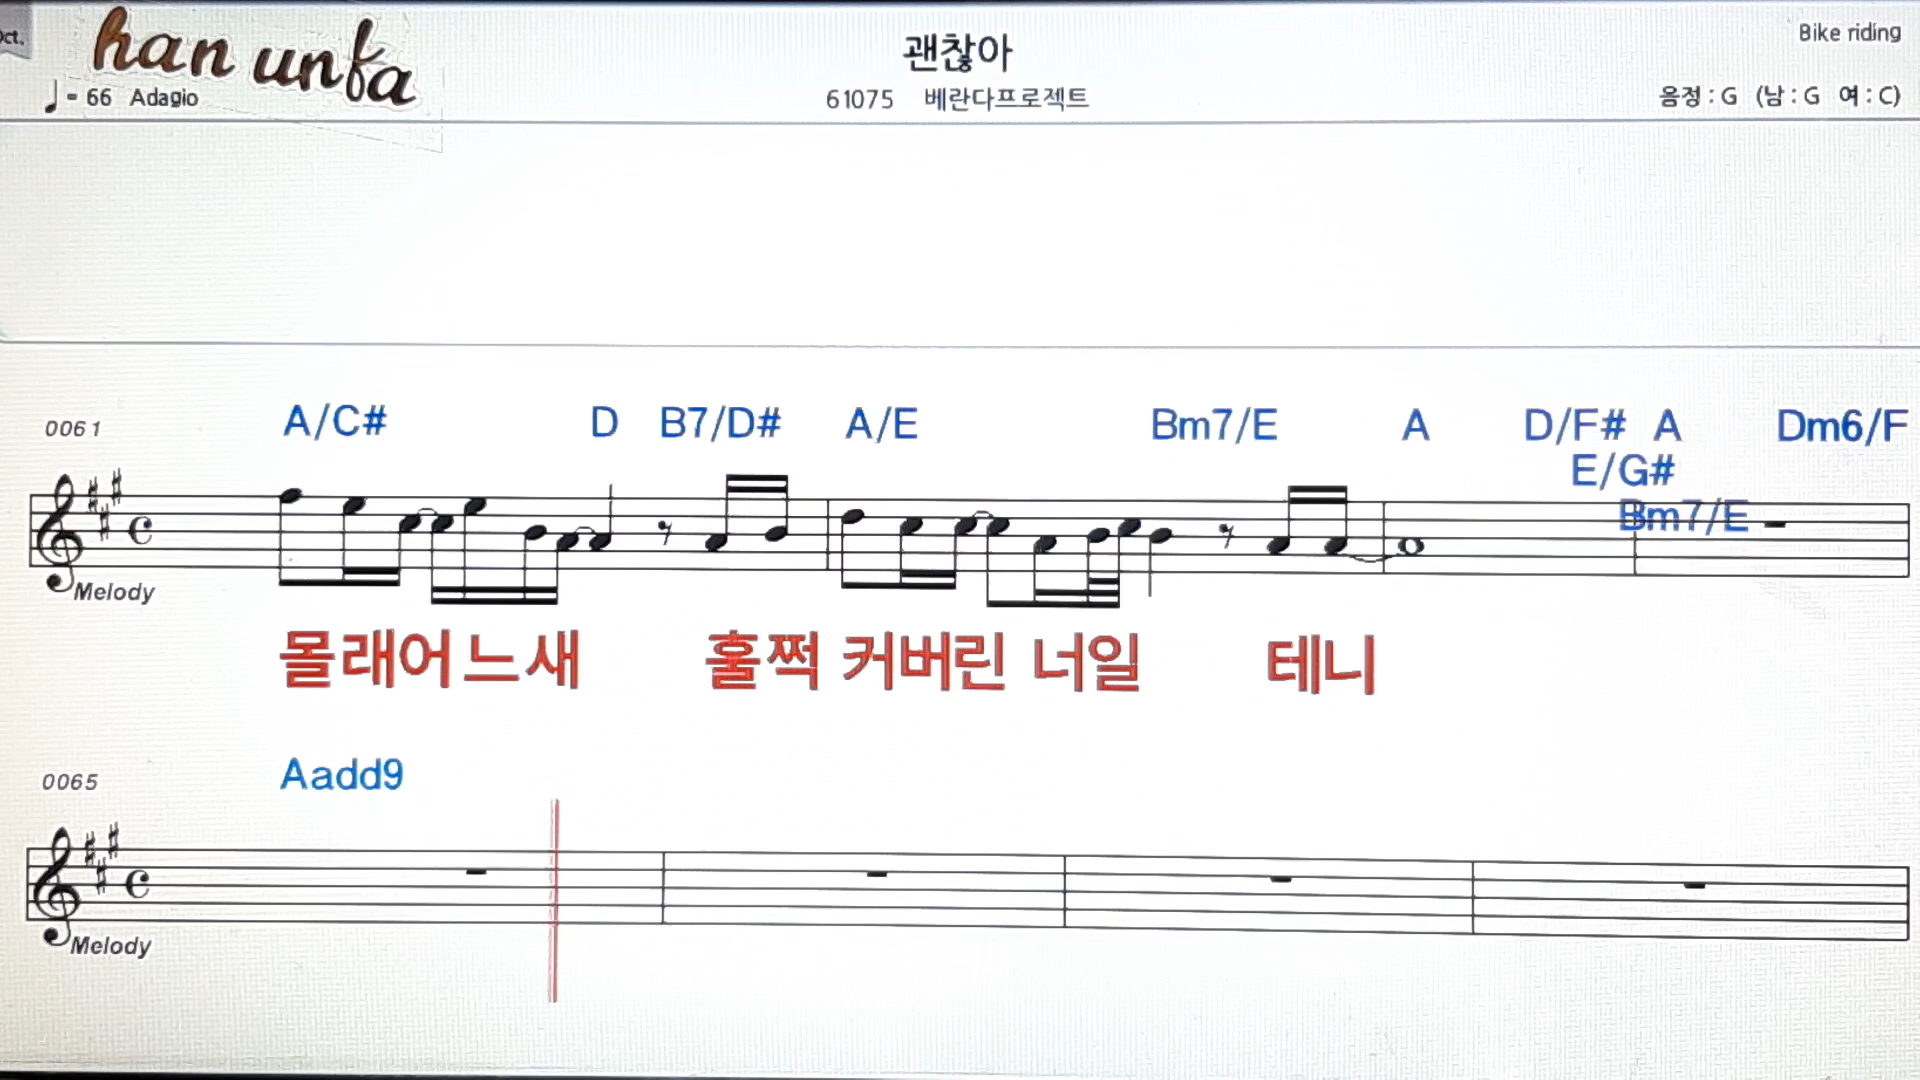 Oct.
han unfa
♩= 66 Adagio
괜찮아
61075 베란다프로젝트
Bike riding
음정 : G (남 : G 여 : C)
0061
A/C# D B7/D# A/E Bm7/E A D/F# A Dm6/F
E/G#
Bm7/E
Melody
몰래어느새 훌쩍 커버린 너일 테니
0065
Aadd9
Melody